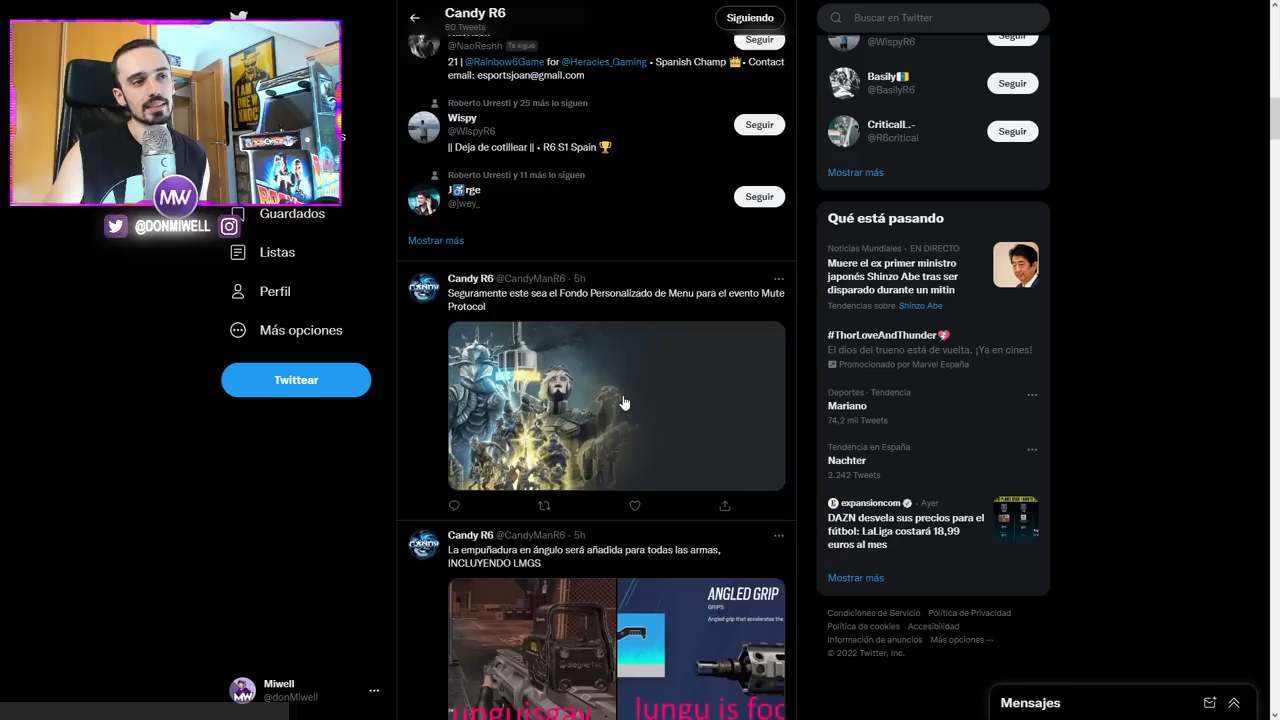 MW
@DONMIWELL
Guardados
Listas
Perfil
Más opciones
Twittear
Miwell
@donMiwell
Candy R6
80 Tweets
Siguiendo
@NaoReshh Te sigue
Seguir
21 | @Rainbow6Game for @Heracies_Gaming • Spanish Champ 👑 • Contact
email: esportsjoan@gmail.com
Roberto Urresti y 25 más lo siguen
Wispy
@WispyR6
Seguir
|| Deja de cotillear || • R6 S1 Spain 🏆
Roberto Urresti y 11 más lo siguen
@jwey_
Seguir
Mostrar más
Candy R6 @CandyManR6 · 5h
Seguramente este sea el Fondo Personalizado de Menu para el evento Mute
Protocol
Candy R6 @CandyManR6 · 5h
La empuñadura en ángulo será añadida para todas las armas,
INCLUYENDO LMGS
ANGLED GRIP
GRIPS
Angled grip that accelerates the
lungu is foc
Buscar en Twitter
@WispyR6
Seguir
Basily🇮🇨
@BasilyR6
Seguir
CriticalL.-
@R6critical
Seguir
Mostrar más
Qué está pasando
Noticias Mundiales · EN DIRECTO
Muere el ex primer ministro
japonés Shinzo Abe tras ser
disparado durante un mitin
Tendencias sobre Shinzo Abe
#ThorLoveAndThunder
El dios del trueno está de vuelta. ¡Ya en cines!
Promocionado por Marvel España
Deportes · Tendencia
Mariano
74,2 mil Tweets
Tendencia en España
Nachter
2.242 Tweets
expansioncom · Ayer
DAZN desvela sus precios para el
fútbol: LaLiga costará 18,99
euros al mes
Mostrar más
Condiciones de Servicio Política de Privacidad
Política de cookies Accesibilidad
Información de anuncios Más opciones ···
© 2022 Twitter, Inc.
Mensajes